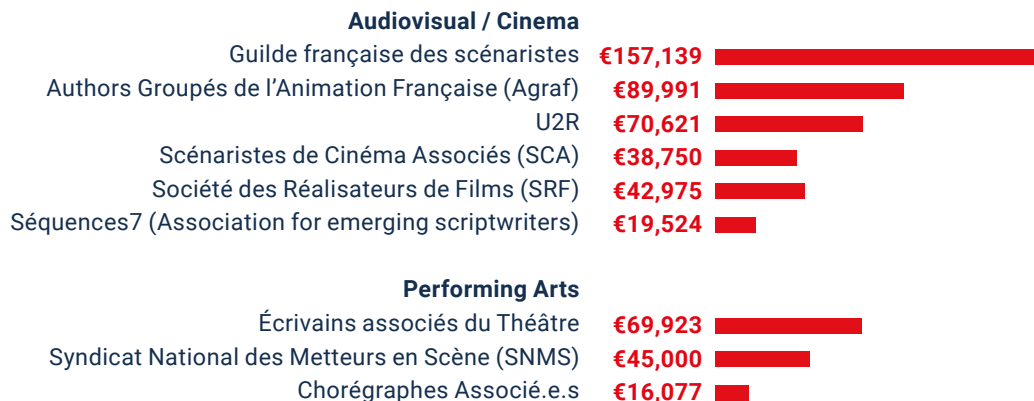 Audiovisual / Cinema
Guilde française des scénaristes €157,139
Authors Groupés de l'Animation Française (Agraf) €89,991
U2R €70,621
Scénaristes de Cinéma Associés (SCA) €38,750
Société des Réalisateurs de Films (SRF) €42,975
Séquences7 (Association for emerging scriptwriters) €19,524
Performing Arts
Écrivains associés du Théâtre €69,923
Syndicat National des Metteurs en Scène (SNMS) €45,000
Chorégraphes Associé.e.s €16,077